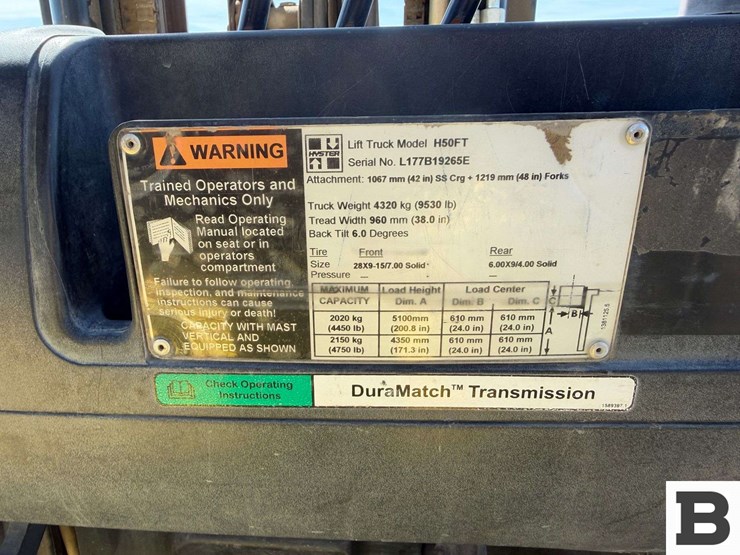 WARNING
Trained Operators and
Mechanics Only
Read Operating
Manual located
on seat or in
operators
compartment
Failure to follow operating,
inspection, and maintenance
instructions can cause
serious injury or death!
CAPACITY WITH MAST
VERTICAL AND
EQUIPPED AS SHOWN
HYSTER
Lift Truck Model H50FT
Serial No. L177B19265E
Attachment: 1067 mm (42 in) SS Crg + 1219 mm (48 in) Forks
Truck Weight 4320 kg (9530 lb)
Tread Width 960 mm (38.0 in)
Back Tilt 6.0 Degrees
Tire Front Rear
Size 28X9-15/7.00 Solid 6.00X9/4.00 Solid
Pressure — —
MAXIMUM Load Height Load Center
CAPACITY Dim. A Dim. B Dim. C
2020 kg 5100mm 610 mm 610 mm
(4450 lb) (200.8 in) (24.0 in) (24.0 in)
2150 kg 4350 mm 610 mm 610 mm
(4750 lb) (171.3 in) (24.0 in) (24.0 in)
C
B
A
Check Operating
Instructions
DuraMatch™ Transmission
B